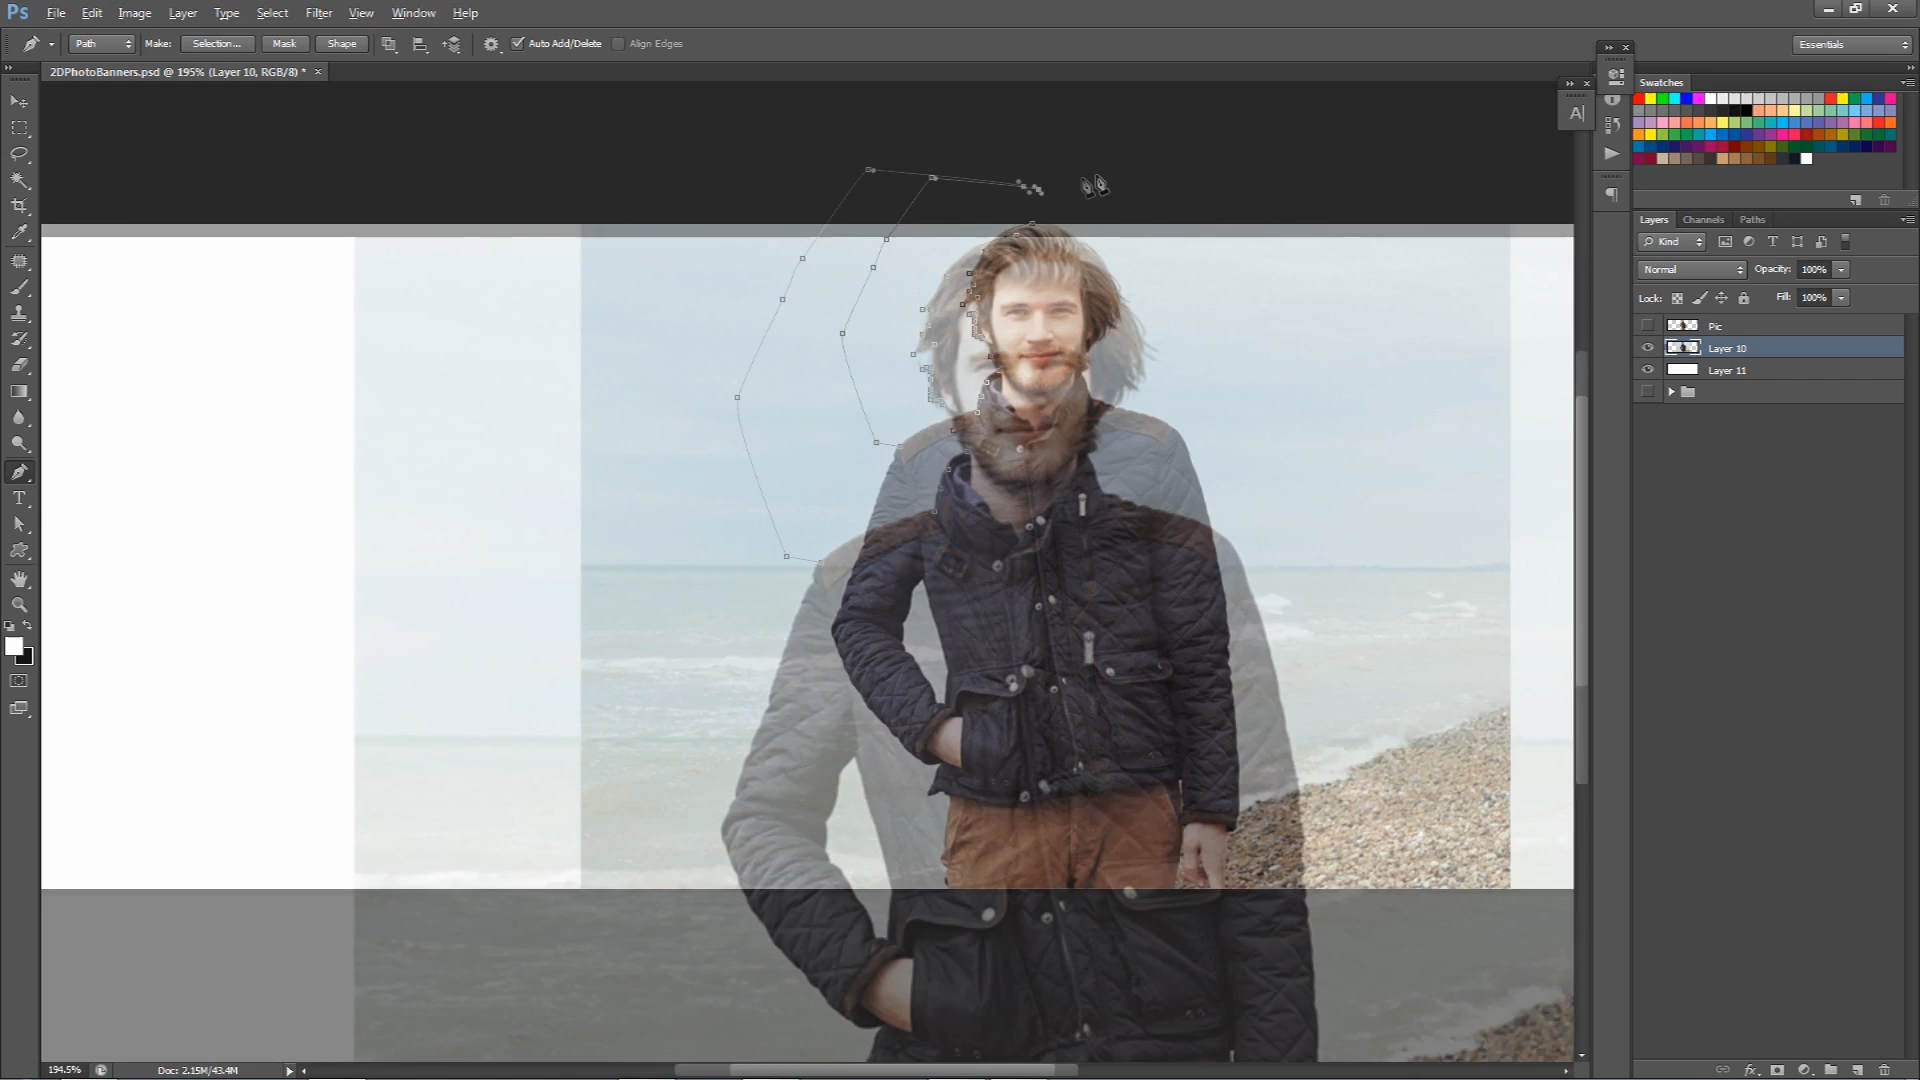 Ps File Edit Image Layer Type Select Filter View Window Help
Path Make: Selection... Mask Shape Auto Add/Delete Align Edges Essentials
2DPhotoBanners.psd @ 195% (Layer 10, RGB/8) *
Swatches
A
T
Layers Channels Paths
Kind
Normal Opacity: 100%
Lock: Fill: 100%
Pic
Layer 10
Layer 11
194.5% Doc: 2.15M/43.4M
fx